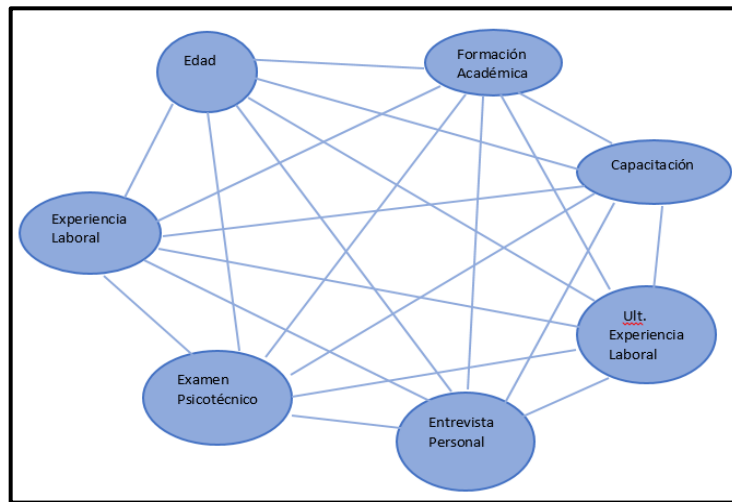 Edad
Formación
Académica
Capacitación
Experiencia
Laboral
Ult.
Experiencia
Laboral
Examen
Psicotécnico
Entrevista
Personal